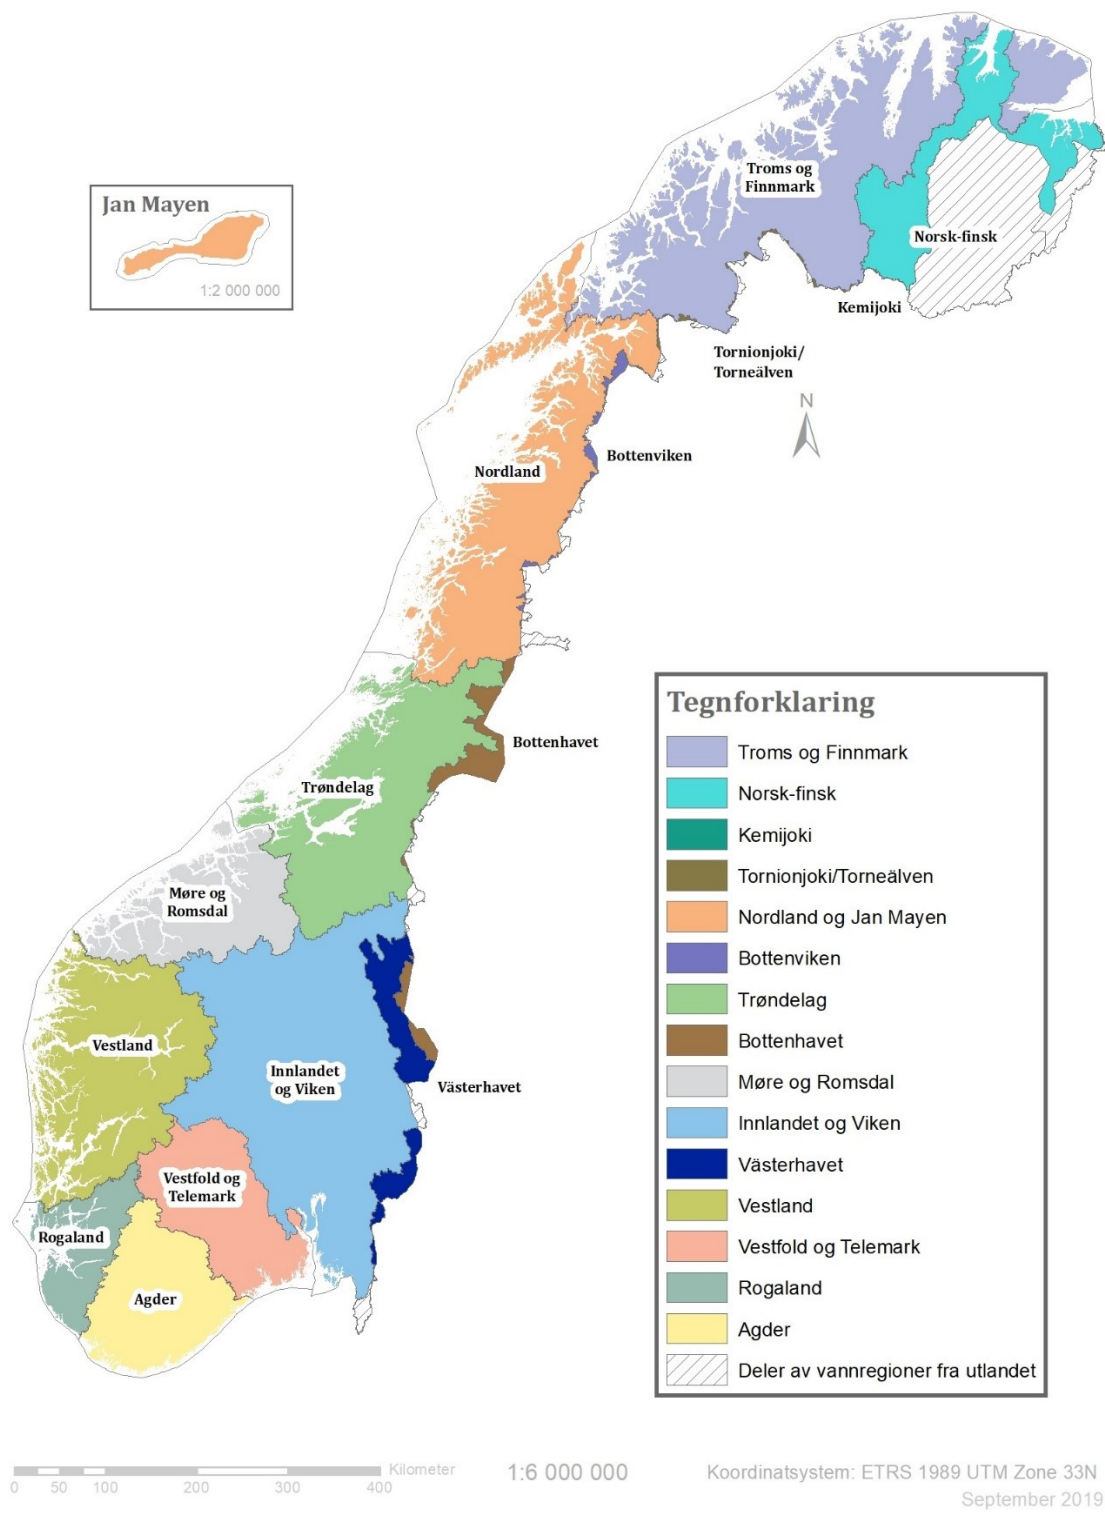 Jan Mayen
1:2 000 000
Troms og
Finnmark
Norsk-finsk
Kemijoki
Tornionjoki/
Torneälven
N
Bottenviken
Nordland
Bottenhavet
Trøndelag
Møre og
Romsdal
Vestland
Innlandet
og Viken
Västerhavet
Vestfold og
Telemark
Rogaland
Agder
Tegnforklaring
Troms og Finnmark
Norsk-finsk
Kemijoki
Tornionjoki/Torneälven
Nordland og Jan Mayen
Bottenviken
Trøndelag
Bottenhavet
Møre og Romsdal
Innlandet og Viken
Västerhavet
Vestland
Vestfold og Telemark
Rogaland
Agder
Deler av vannregioner fra utlandet
Kilometer
0 50 100 200 300 400
1:6 000 000
Koordinatsystem: ETRS 1989 UTM Zone 33N
September 2019